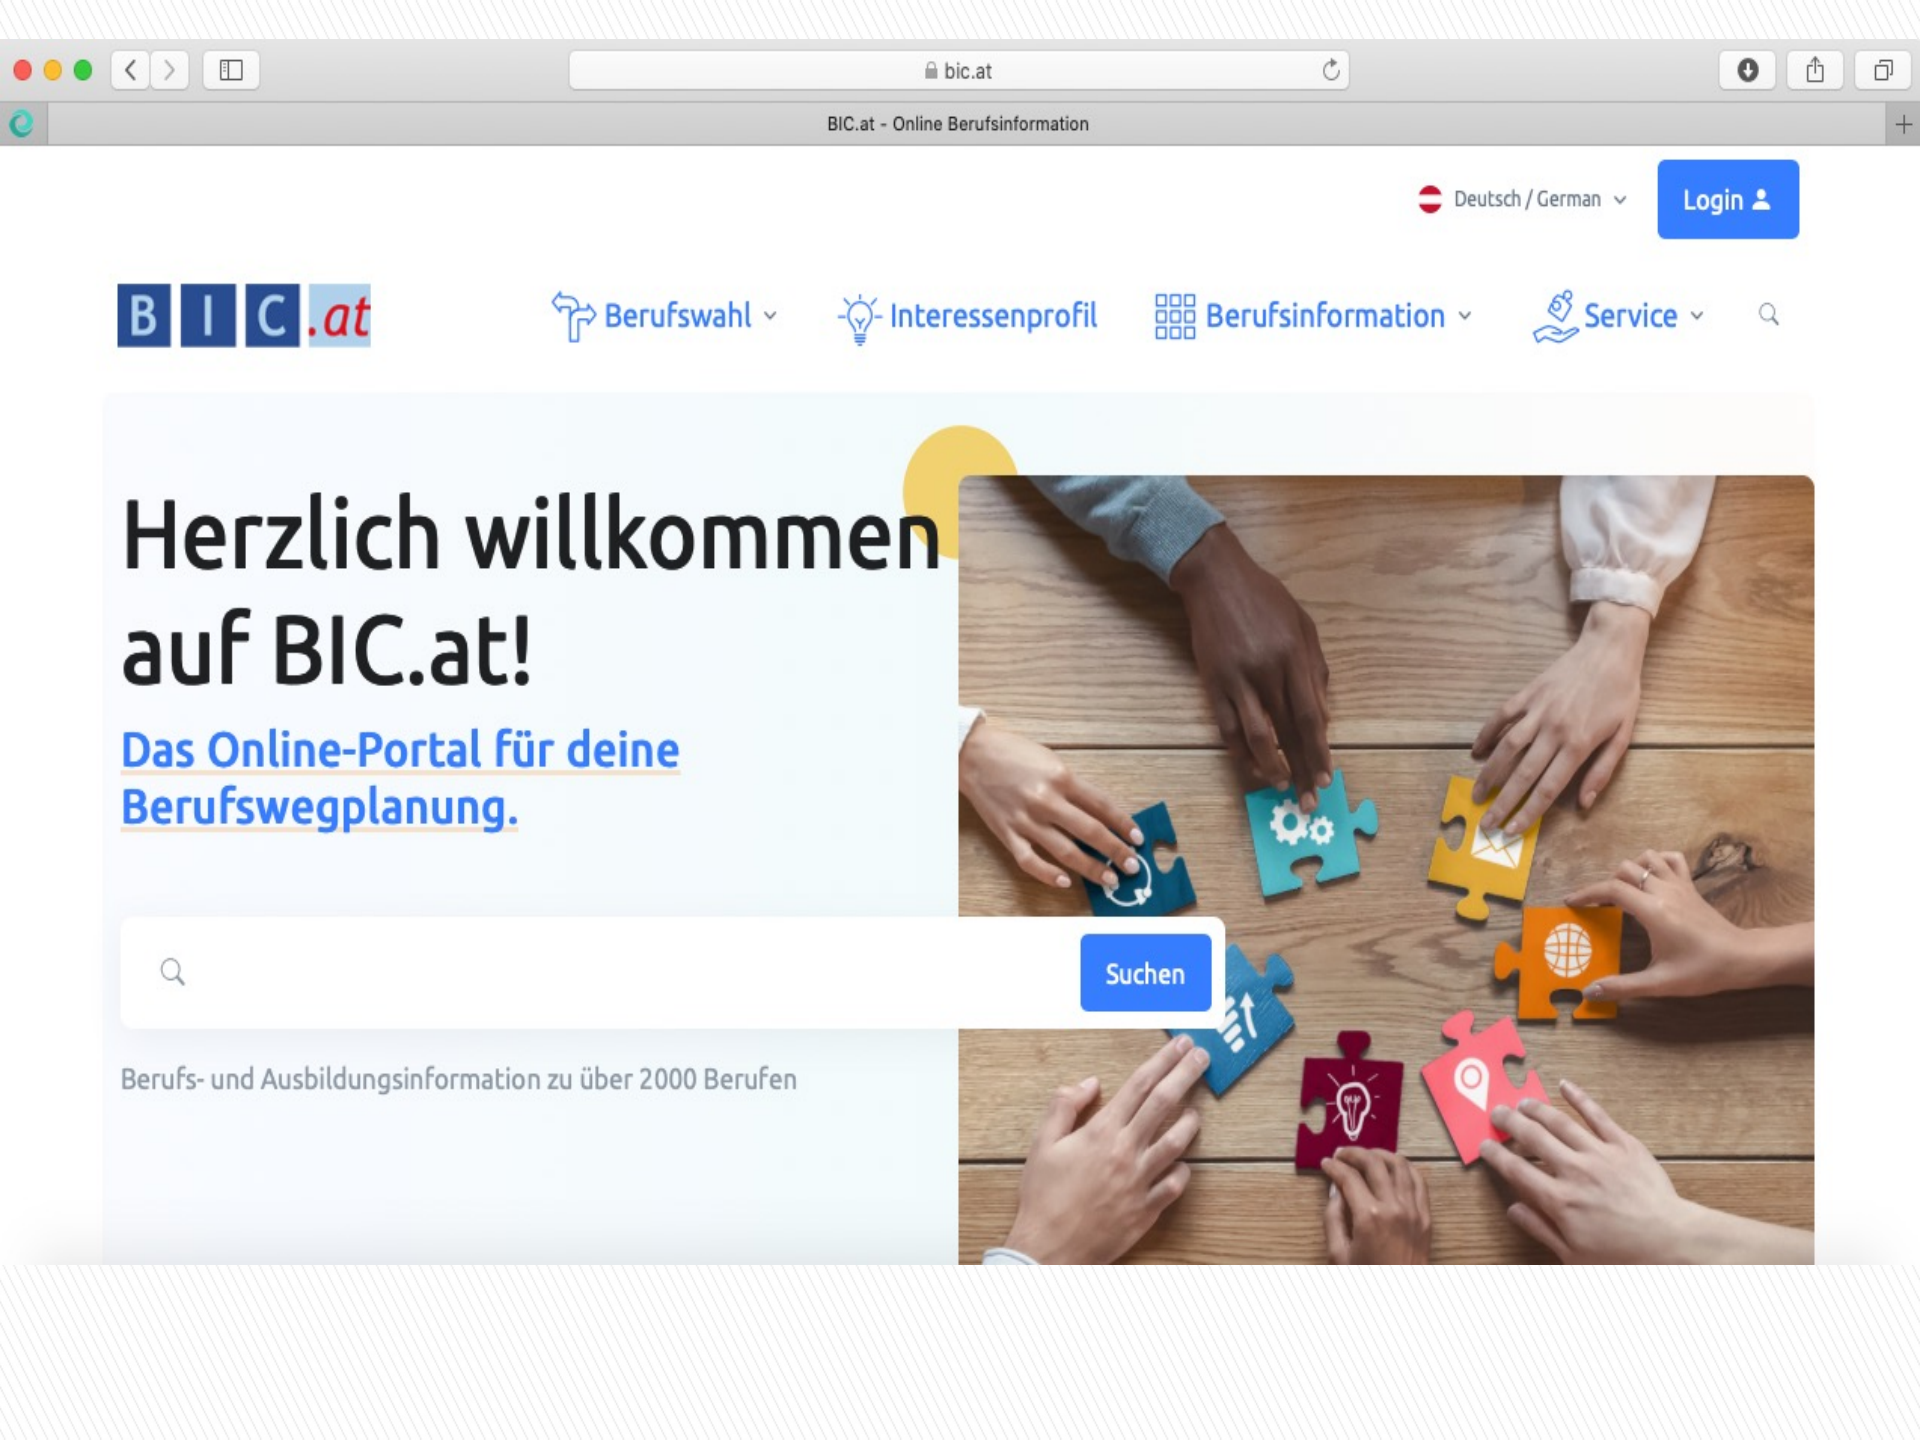 bic.at
BIC.at - Online Berufsinformation
Deutsch / German
Login
BIC.at
Berufswahl
Interessenprofil
Berufsinformation
Service
Herzlich willkommen
auf BIC.at!
Das Online-Portal für deine
Berufswegplanung.
Suchen
Berufs- und Ausbildungsinformation zu über 2000 Berufen